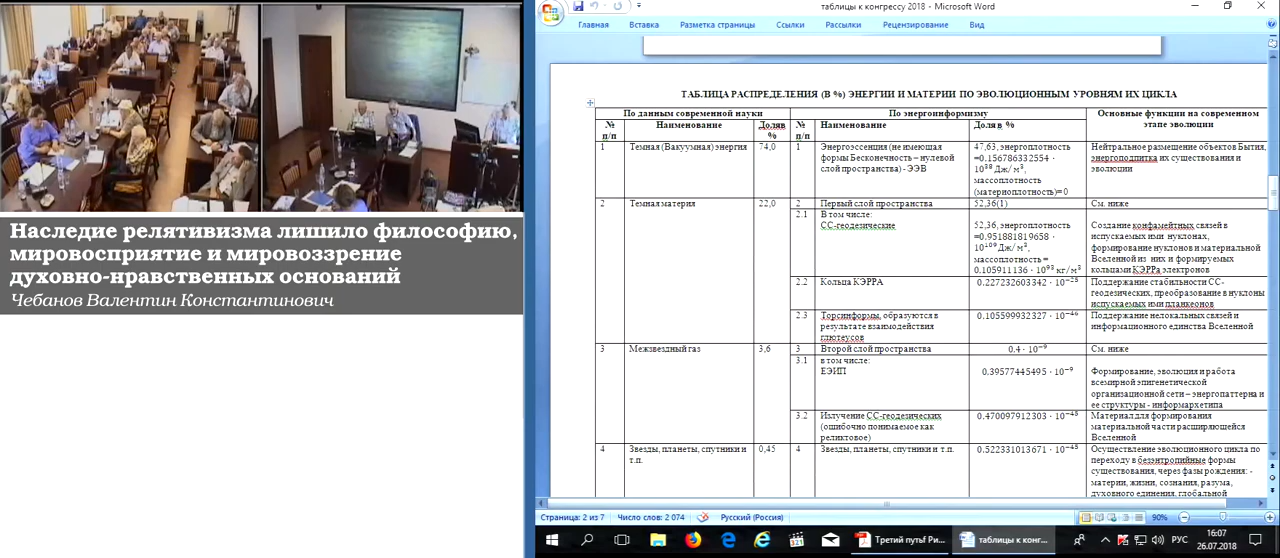 таблицы к конгрессу 2018 - Microsoft Word
Главная Вставка Разметка страницы Ссылки Рассылки Рецензирование Вид
Наследие релятивизма лишило философию,
мировосприятие и мировоззрение
духовно-нравственных оснований
Чебанов Валентин Константинович
ТАБЛИЦА РАСПРЕДЕЛЕНИЯ (В %) ЭНЕРГИИ И МАТЕРИИ ПО ЭВОЛЮЦИОННЫМ УРОВНЯМ ИХ ЦИКЛА
По данным современной науки
По энергоинформизму
Основные функции на современном
этапе эволюции
№
п/п
Наименование
Доля в
%
№
п/п
Наименование
Доля в %
1
Темная (Вакуумная) энергия
74,0
1
Энергоэссенция (не имеющая
формы Бесконечность – нулевой
слой пространства) - ЭЭВ
47,63, энергоплотность
=0.156786332554 ·
10³⁸ Дж/ м³,
массоплотность
(материоплотность)=0
Нейтральное размещение объектов Бытия,
энергоподпитка их существования и
эволюции
2
Темная материя
22,0
2
Первый слой пространства
52,36(1)
См. ниже
2.1
В том числе:
СС-геодезические
52,36, энергоплотность
=0.951881819658 ·
10¹⁰⁹ Дж/ м³,
массоплотность =
0.105911136 · 10⁹³ кг/м³
Создание конфамейтных связей в
испускаемых ими нуклонах,
формирование нуклонов и материальной
Вселенной из них и формируемых
кольцами КЭРРа электронов
2.2
Кольца КЭРРА
0.227232603342 · 10⁻²⁵
Поддержание стабильности СС-
геодезических, преобразование в нуклоны
испускаемых ими планкеонов
2.3
Торсинформы, образуются в
результате взаимодействия
глютеусов
0.105599932327 · 10⁻⁴⁶
Поддержание нелокальных связей и
информационного единства Вселенной
3
Межзвездный газ
3,6
3
Второй слой пространства
0,4 · 10⁻⁹
См. ниже
3.1
в том числе:
ЕЭИП
0,39577445495 · 10⁻⁹
Формирование, эволюция и работа
всемирной эпигенетической
организационной сети – энергопаттерна и
ее структуры - информархетипа
3.2
Излучение СС-геодезических
(ошибочно понимаемое как
реликтовое)
0.470097912303 · 10⁻⁴⁵
Материал для формирования
материальной части расширяющейся
Вселенной
4
Звезды, планеты, спутники и
т.п.
0,45
4
Звезды, планеты, спутники и т.п.
0.522331013671 · 10⁻⁴⁵
Осуществление эволюционного цикла по
переходу в безэнтропийные формы
существования, через фазы рождения: -
материи, жизни, сознания, разума,
духовного единения, глобальной
Страница: 2 из 7 Число слов: 2 074 Русский (Россия) 90%
321 Третий путь! Ри... таблицы к конг... РУС 16:07
26.07.2018